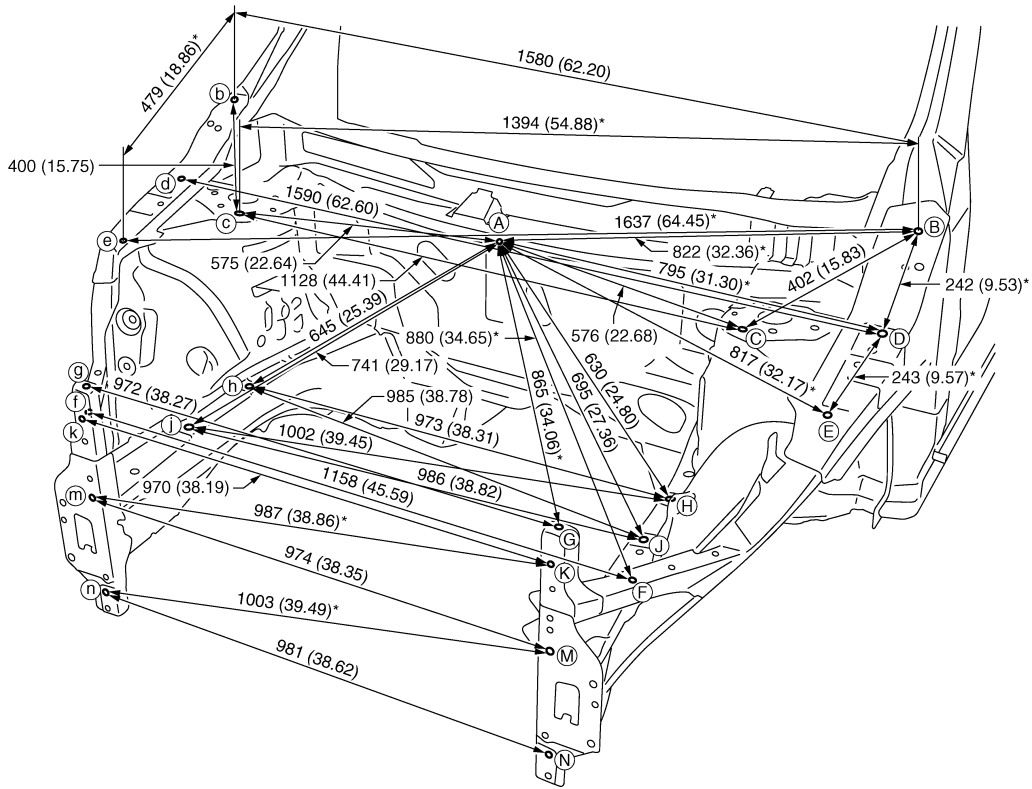 479 (18.86)*
1580 (62.20)
b
1394 (54.88)*
400 (15.75)
d
1590 (62.60)
c
A
1637 (64.45)*
B
e
822 (32.36)*
575 (22.64)
795 (31.30)*
402 (15.83)
1128 (44.41)
242 (9.53)*
645 (25.39)
880 (34.65)*
576 (22.68)
C
D
741 (29.17)
817 (32.17)*
g
972 (38.27)
h
630 (24.80)
243 (9.57)*
985 (38.78)
865 (34.06)*
695 (27.36)
f
973 (38.31)
k
j
1002 (39.45)
E
986 (38.82)
970 (38.19)
1158 (45.59)
m
H
987 (38.86)*
G
J
974 (38.35)
K
F
n
1003 (39.49)*
M
981 (38.62)
N